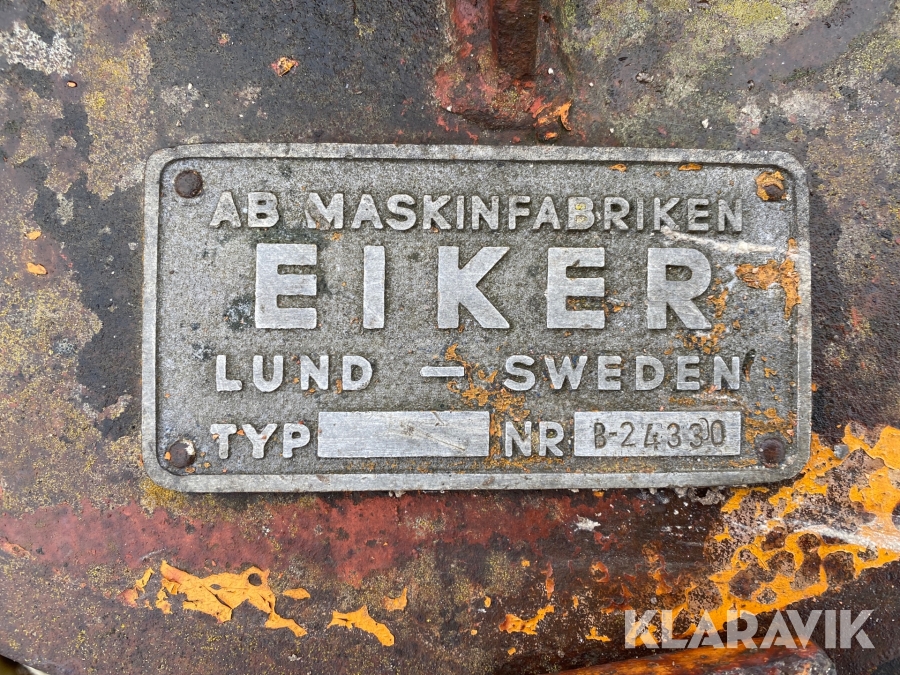 AB MASKINFABRIKEN
EIKER
LUND — SWEDEN
TYP NR B-24330
KLARAVIK